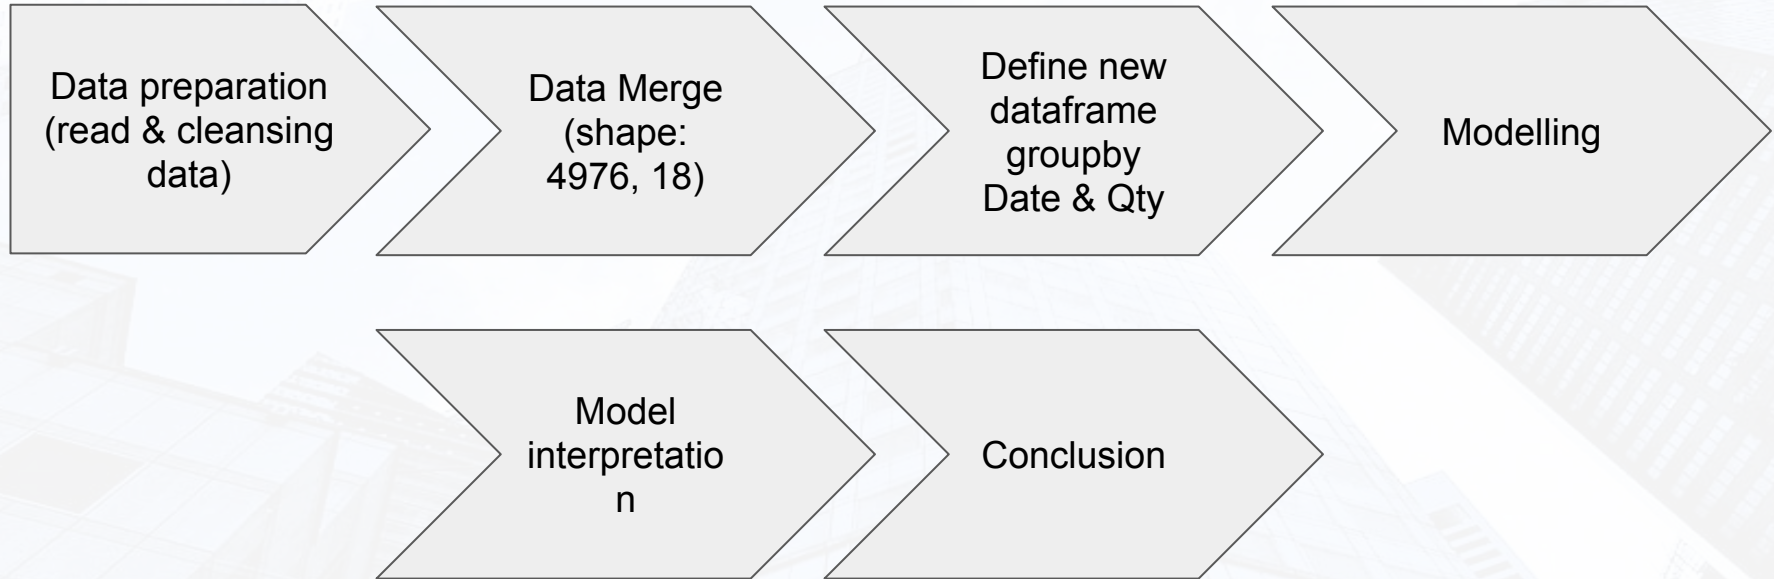 Data preparation
(read & cleansing
data)
Data Merge
(shape:
4976, 18)
Define new
dataframe
groupby
Date & Qty
Modelling
Model
interpretatio
n
Conclusion